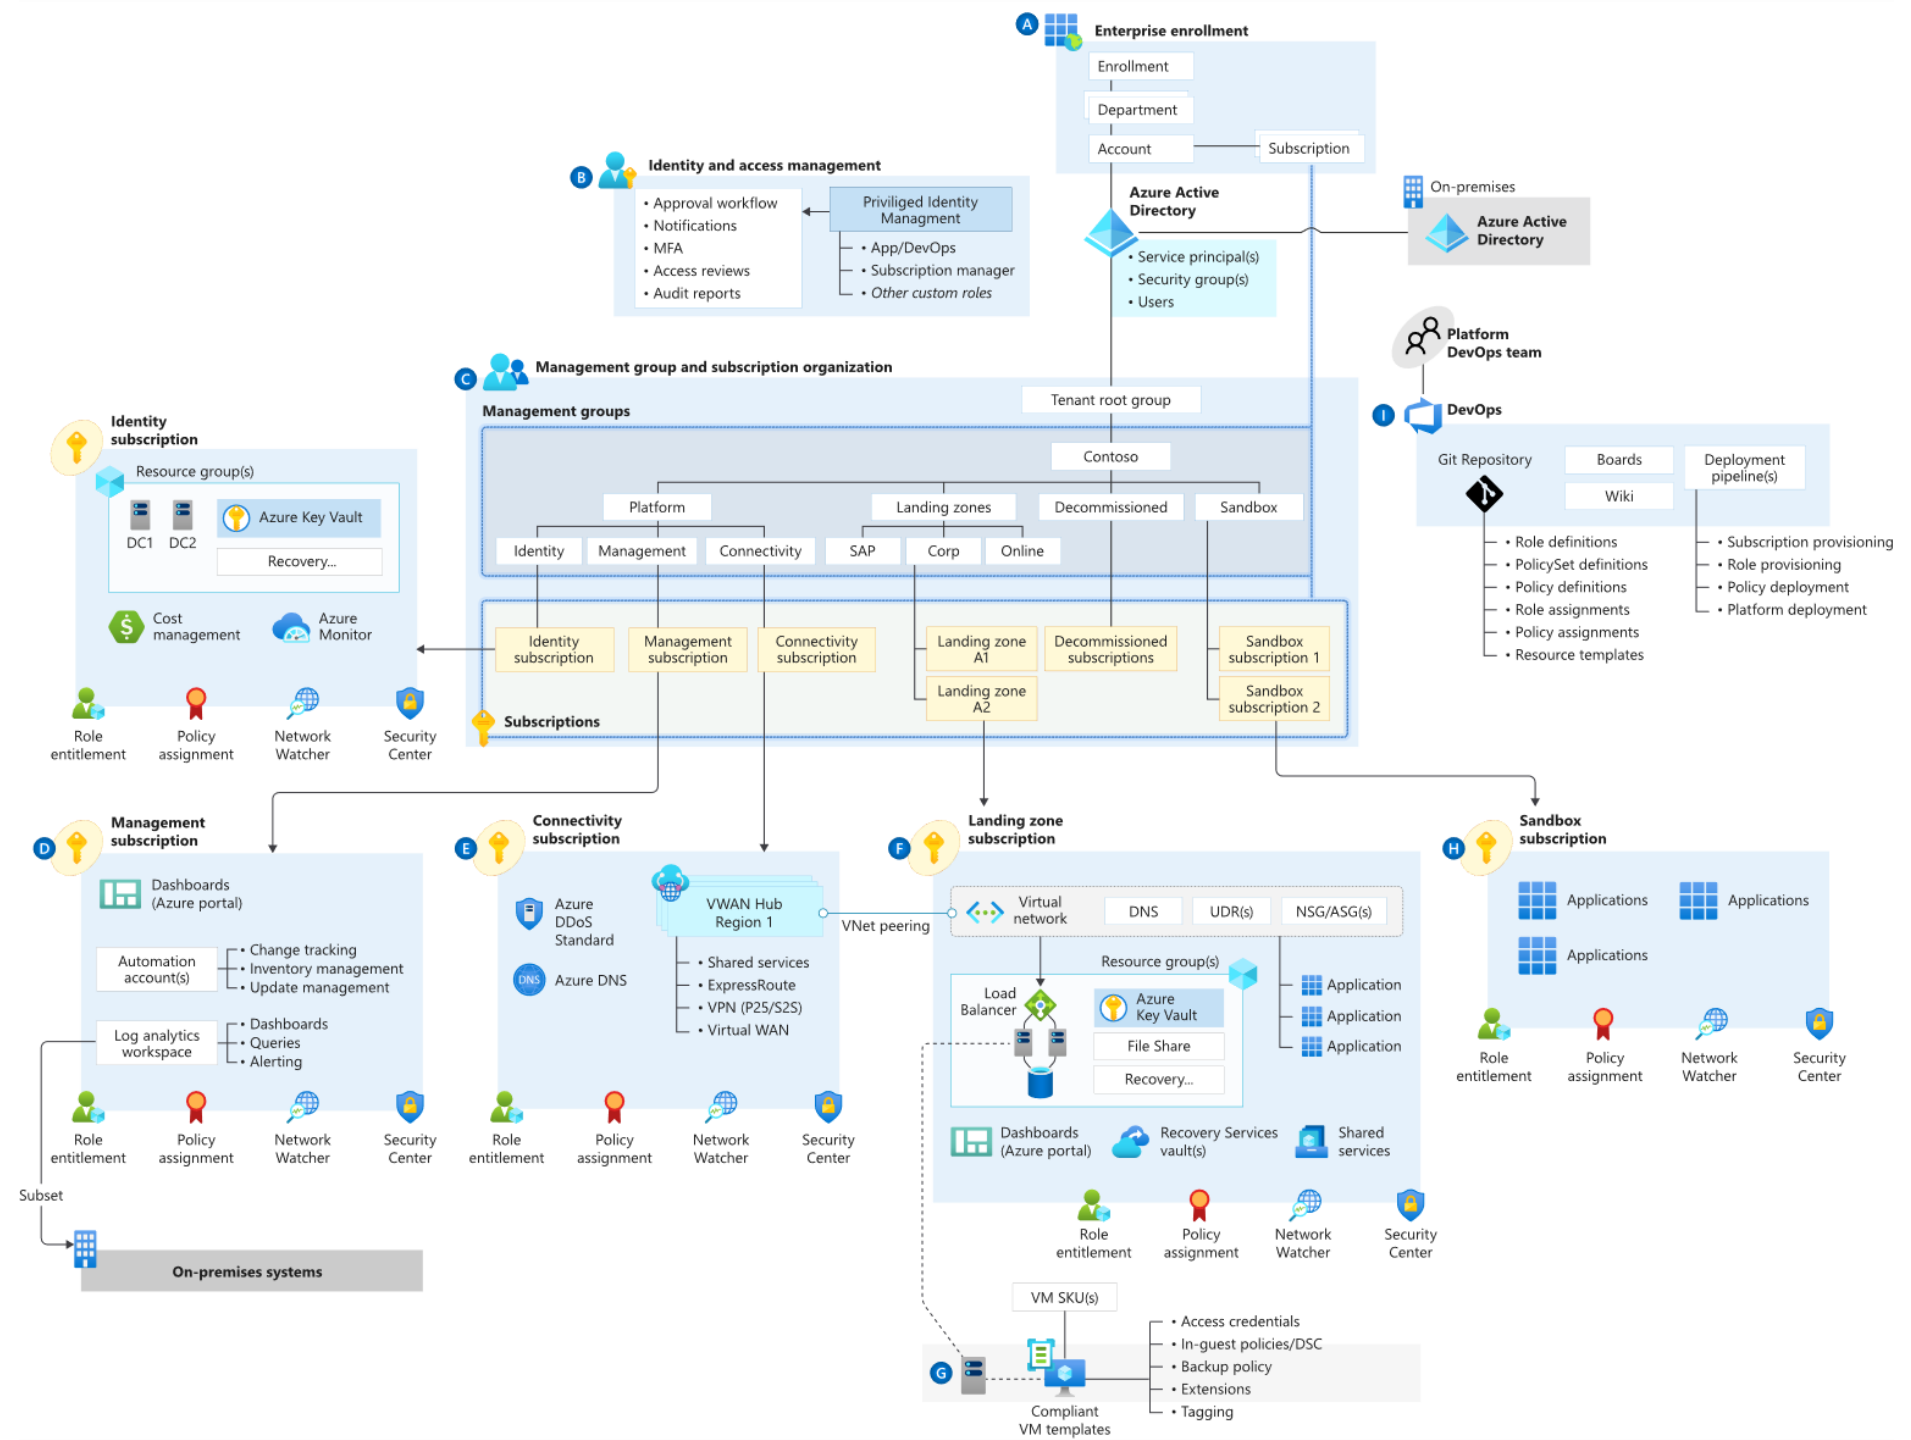 A
Enterprise enrollment
Enrollment
Department
Account
Subscription
B
Identity and access management
• Approval workflow
• Notifications
• MFA
• Access reviews
• Audit reports
Priviliged Identity
Managment
• App/DevOps
• Subscription manager
• Other custom roles
Azure Active
Directory
• Service principal(s)
• Security group(s)
• Users
On-premises
Azure Active
Directory
Platform
DevOps team
I
DevOps
Git Repository
Boards
Wiki
Deployment
pipeline(s)
• Role definitions
• PolicySet definitions
• Policy definitions
• Role assignments
• Policy assignments
• Resource templates
• Subscription provisioning
• Role provisioning
• Policy deployment
• Platform deployment
C
Management group and subscription organization
Management groups
Tenant root group
Contoso
Platform
Landing zones
Decommissioned
Sandbox
Identity
Management
Connectivity
SAP
Corp
Online
Identity
subscription
Management
subscription
Connectivity
subscription
Landing zone
A1
Landing zone
A2
Decommissioned
subscriptions
Sandbox
subscription 1
Sandbox
subscription 2
Subscriptions
Identity
subscription
Resource group(s)
DC1
DC2
Azure Key Vault
Recovery...
Cost
management
Azure
Monitor
Role
entitlement
Policy
assignment
Network
Watcher
Security
Center
D
Management
subscription
Dashboards
(Azure portal)
Automation
account(s)
• Change tracking
• Inventory management
• Update management
Log analytics
workspace
• Dashboards
• Queries
• Alerting
Role
entitlement
Policy
assignment
Network
Watcher
Security
Center
Subset
On-premises systems
E
Connectivity
subscription
Azure
DDoS
Standard
Azure DNS
DNS
VWAN Hub
Region 1
• Shared services
• ExpressRoute
• VPN (P25/S2S)
• Virtual WAN
VNet peering
Role
entitlement
Policy
assignment
Network
Watcher
Security
Center
F
Landing zone
subscription
Virtual
network
DNS
UDR(s)
NSG/ASG(s)
Resource group(s)
Load
Balancer
Azure
Key Vault
File Share
Recovery...
Application
Application
Application
Dashboards
(Azure portal)
Recovery Services
vault(s)
Shared
services
Role
entitlement
Policy
assignment
Network
Watcher
Security
Center
H
Sandbox
subscription
Applications
Applications
Applications
Role
entitlement
Policy
assignment
Network
Watcher
Security
Center
G
VM SKU(s)
Compliant
VM templates
• Access credentials
• In-guest policies/DSC
• Backup policy
• Extensions
• Tagging